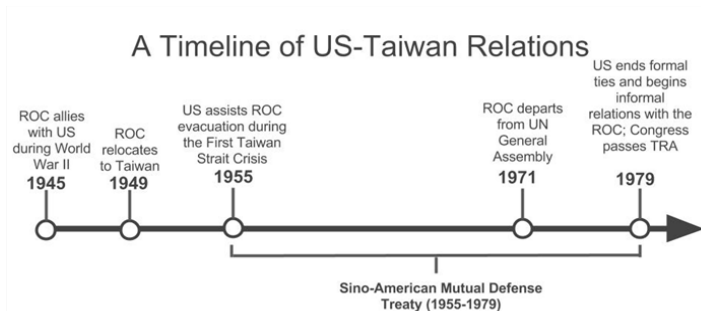 A Timeline of US-Taiwan Relations
ROC allies
with US
during World
War II
1945
ROC
relocates
to Taiwan
1949
US assists ROC
evacuation during
the First Taiwan
Strait Crisis
1955
ROC departs
from UN
General
Assembly
1971
US ends formal
ties and begins
informal
relations with the
ROC; Congress
passes TRA
1979
Sino-American Mutual Defense
Treaty (1955-1979)